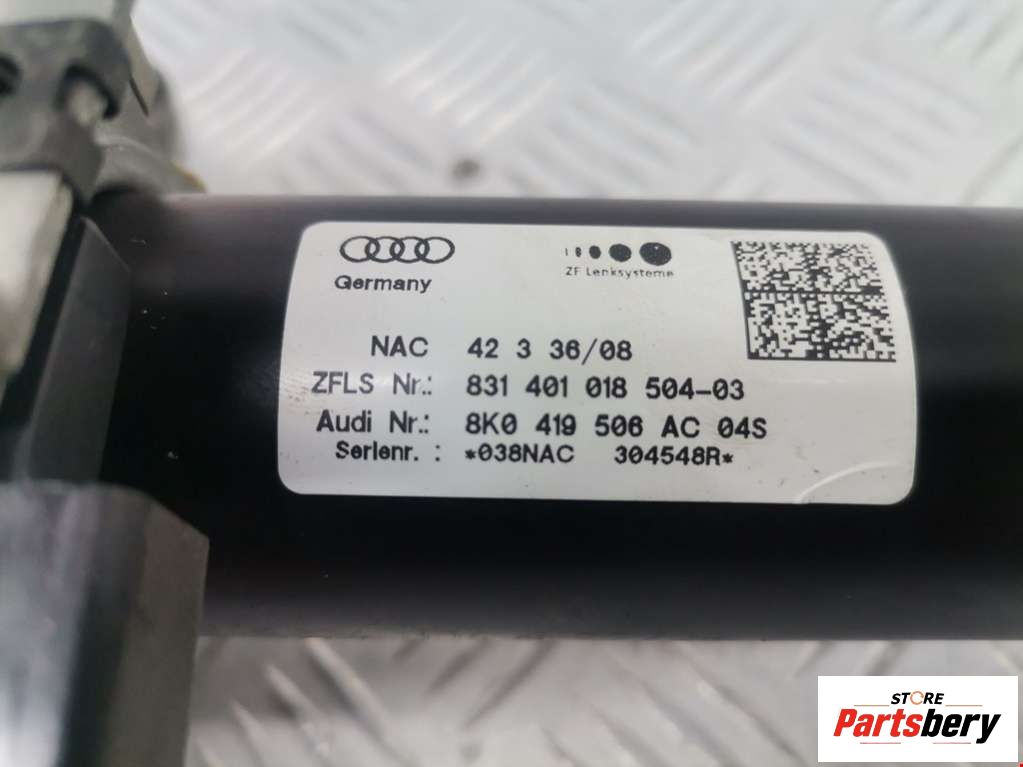 Germany
ZF Lenksysteme
NAC 42 3 36/08
ZFLS Nr.: 831 401 018 504-03
Audi Nr.: 8K0 419 506 AC 04S
Serlenr. : *038NAC 304548R*
STORE
Partsbery